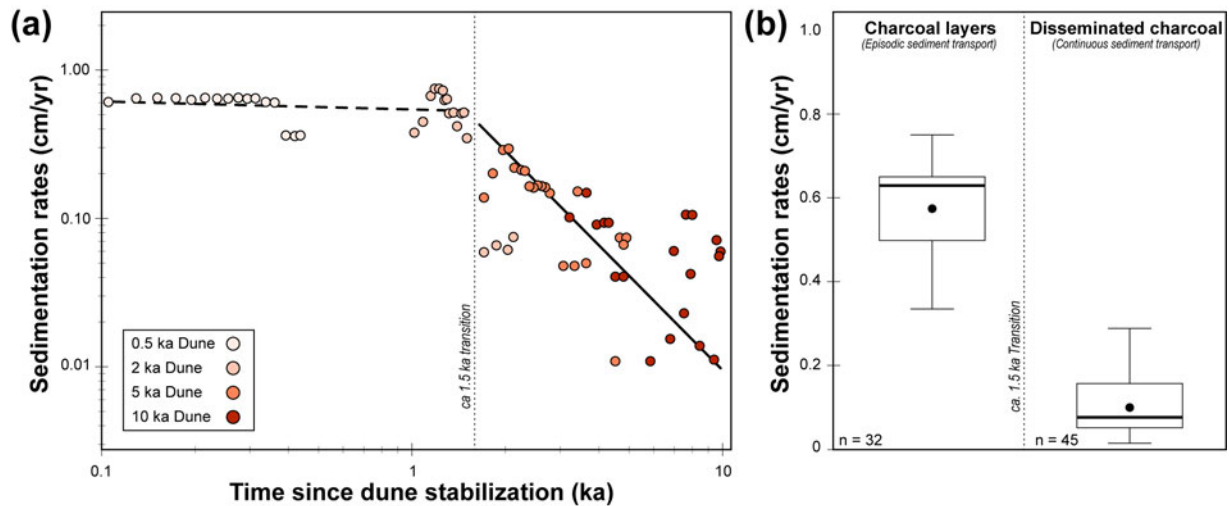 (a)
Sedimentation rates (cm/yr)
1.00
0.10
0.01
0.5 ka Dune
2 ka Dune
5 ka Dune
10 ka Dune
ca 1.5 ka transition
0.1
1
10
Time since dune stabilization (ka)
(b)
Sedimentation rates (cm/yr)
1.0
0.8
0.6
0.4
0.2
0
Charcoal layers
(Episodic sediment transport)
Disseminated charcoal
(Continuous sediment transport)
ca. 1.5 ka Transition
n = 32
n = 45